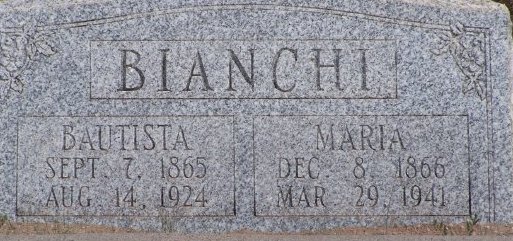 BIANCHI
BAUTISTA
SEPT. 7, 1865
AUG. 14, 1924
MARIA
DEC. 8, 1866
MAR. 29, 1941